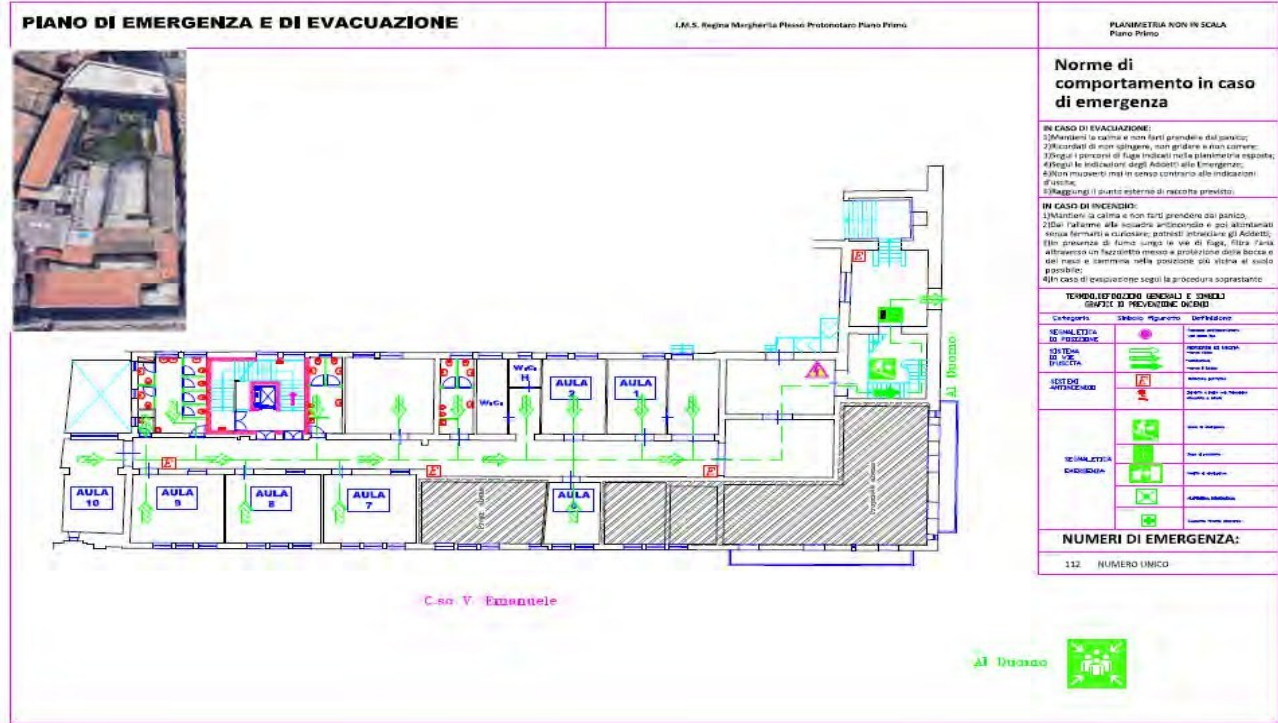 PIANO DI EMERGENZA E DI EVACUAZIONE
I.M.S. Regina Margherita Plesso Protonotaro Piano Primo
PLANIMETRIA NON IN SCALA
Piano Primo
Norme di
comportamento in caso
di emergenza
IN CASO DI EVACUAZIONE:
1)Mantieni la calma e non farti prendere dal panico;
2)Ricordati di non spingere, non gridare e non correre;
3)Segui i percorsi di fuga indicati nella planimetria esposta;
4)Segui le indicazioni degli Addetti alle Emergenze;
Non muoverti mai in senso contrario alle indicazioni
d'uscita;
Raggiungi il punto esterno di raccolta previsto.
IN CASO DI INCENDIO:
1)Mantieni la calma e non farti prendere dal panico,
2)Dai l'allarme alla squadra antincendio e poi allontanati
senza fermarti a curiosare; potresti intralciare gli Addetti;
In presenza di fumo lungo le vie di fuga, filtra l'aria
attraverso un fazzoletto messo a protezione della bocca e
del naso e cammina nella posizione più vicina al suolo
possibile;
4)In caso di evacuazione segui la procedura soprastante
TERMINI,DEFINIZIONI GENERALI E SIMBOLI
GRAFICI DI PREVENZIONE INCENDI
Categoria
Simbolo Figurato
Definizione
SEGNALETICA
DI POSIZIONE
SISTEMA
DI VIE
D'USCITA
SISTEMI
ANTINCENDIO
E
SEGNALETICA
EMERGENZA
NUMERI DI EMERGENZA:
112 NUMERO UNICO
E
Al Duomo
W.C.
H
AULA
2
AULA
1
W.C.
E
E
E
AULA
10
AULA
9
AULA
8
AULA
7
AULA
C.so V. Emanuele
Al Duomo